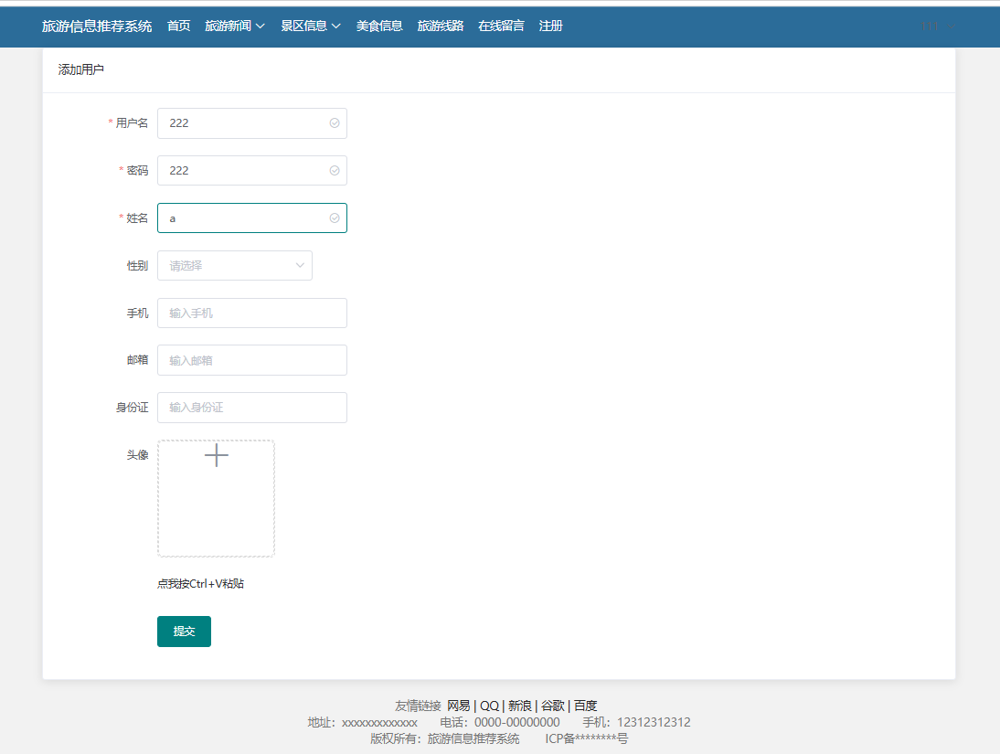 旅游信息推荐系统 首页 旅游新闻 景区信息 美食信息 旅游线路 在线留言 注册
添加用户
* 用户名 222
* 密码 222
* 姓名 a
性别 请选择
手机 输入手机
邮箱 输入邮箱
身份证 输入身份证
头像
点我按Ctrl+V粘贴
提交
友情链接 网易 | QQ | 新浪 | 谷歌 | 百度
地址：xxxxxxxxxxxxx 电话：0000-00000000 手机：12312312312
版权所有：旅游信息推荐系统 ICP备********号